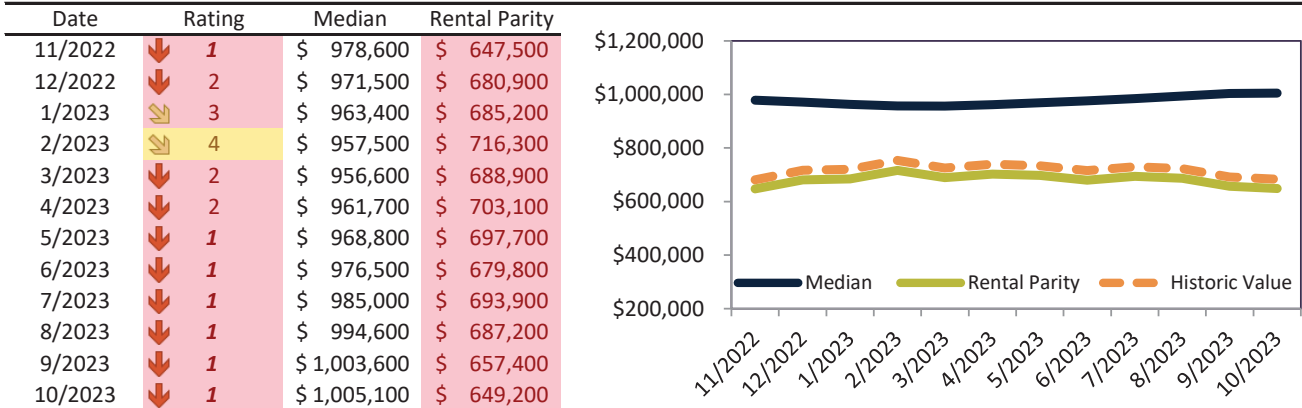 Date Rating Median Rental Parity
11/2022 1 $ 978,600 $ 647,500
12/2022 2 $ 971,500 $ 680,900
1/2023 3 $ 963,400 $ 685,200
2/2023 4 $ 957,500 $ 716,300
3/2023 2 $ 956,600 $ 688,900
4/2023 2 $ 961,700 $ 703,100
5/2023 1 $ 968,800 $ 697,700
6/2023 1 $ 976,500 $ 679,800
7/2023 1 $ 985,000 $ 693,900
8/2023 1 $ 994,600 $ 687,200
9/2023 1 $ 1,003,600 $ 657,400
10/2023 1 $ 1,005,100 $ 649,200
$1,200,000
$1,000,000
$800,000
$600,000
$400,000
$200,000
Median Rental Parity Historic Value
11/2022 12/2022 1/2023 2/2023 3/2023 4/2023 5/2023 6/2023 7/2023 8/2023 9/2023 10/2023